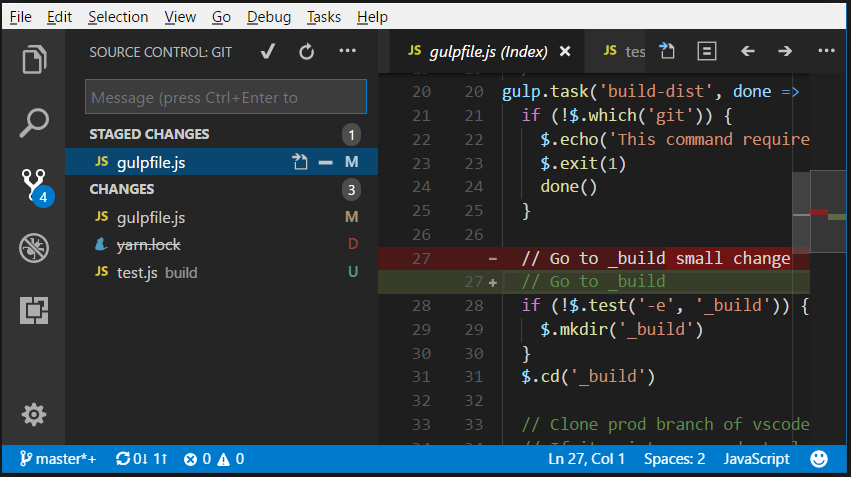 File Edit Selection View Go Debug Tasks Help
SOURCE CONTROL: GIT
Message (press Ctrl+Enter to
STAGED CHANGES 1
JS gulpfile.js M
CHANGES 3
JS gulpfile.js M
yarn.lock D
JS test.js build U
4
JS gulpfile.js (Index) JS tes
20 20 gulp.task('build-dist', done =>
21 21 if (!$.which('git')) {
22 22 $.echo('This command require
23 23 $.exit(1)
24 24 done()
25 25 }
26 26
27 - // Go to _build small change
27 + // Go to _build
28 28 if (!$.test('-e', '_build')) {
29 29 $.mkdir('_build')
30 30 }
31 31 $.cd('_build')
32 32
33 33 // Clone prod branch of vscode
master*+ 0↓ 1↑ 0 0 Ln 27, Col 1 Spaces: 2 JavaScript